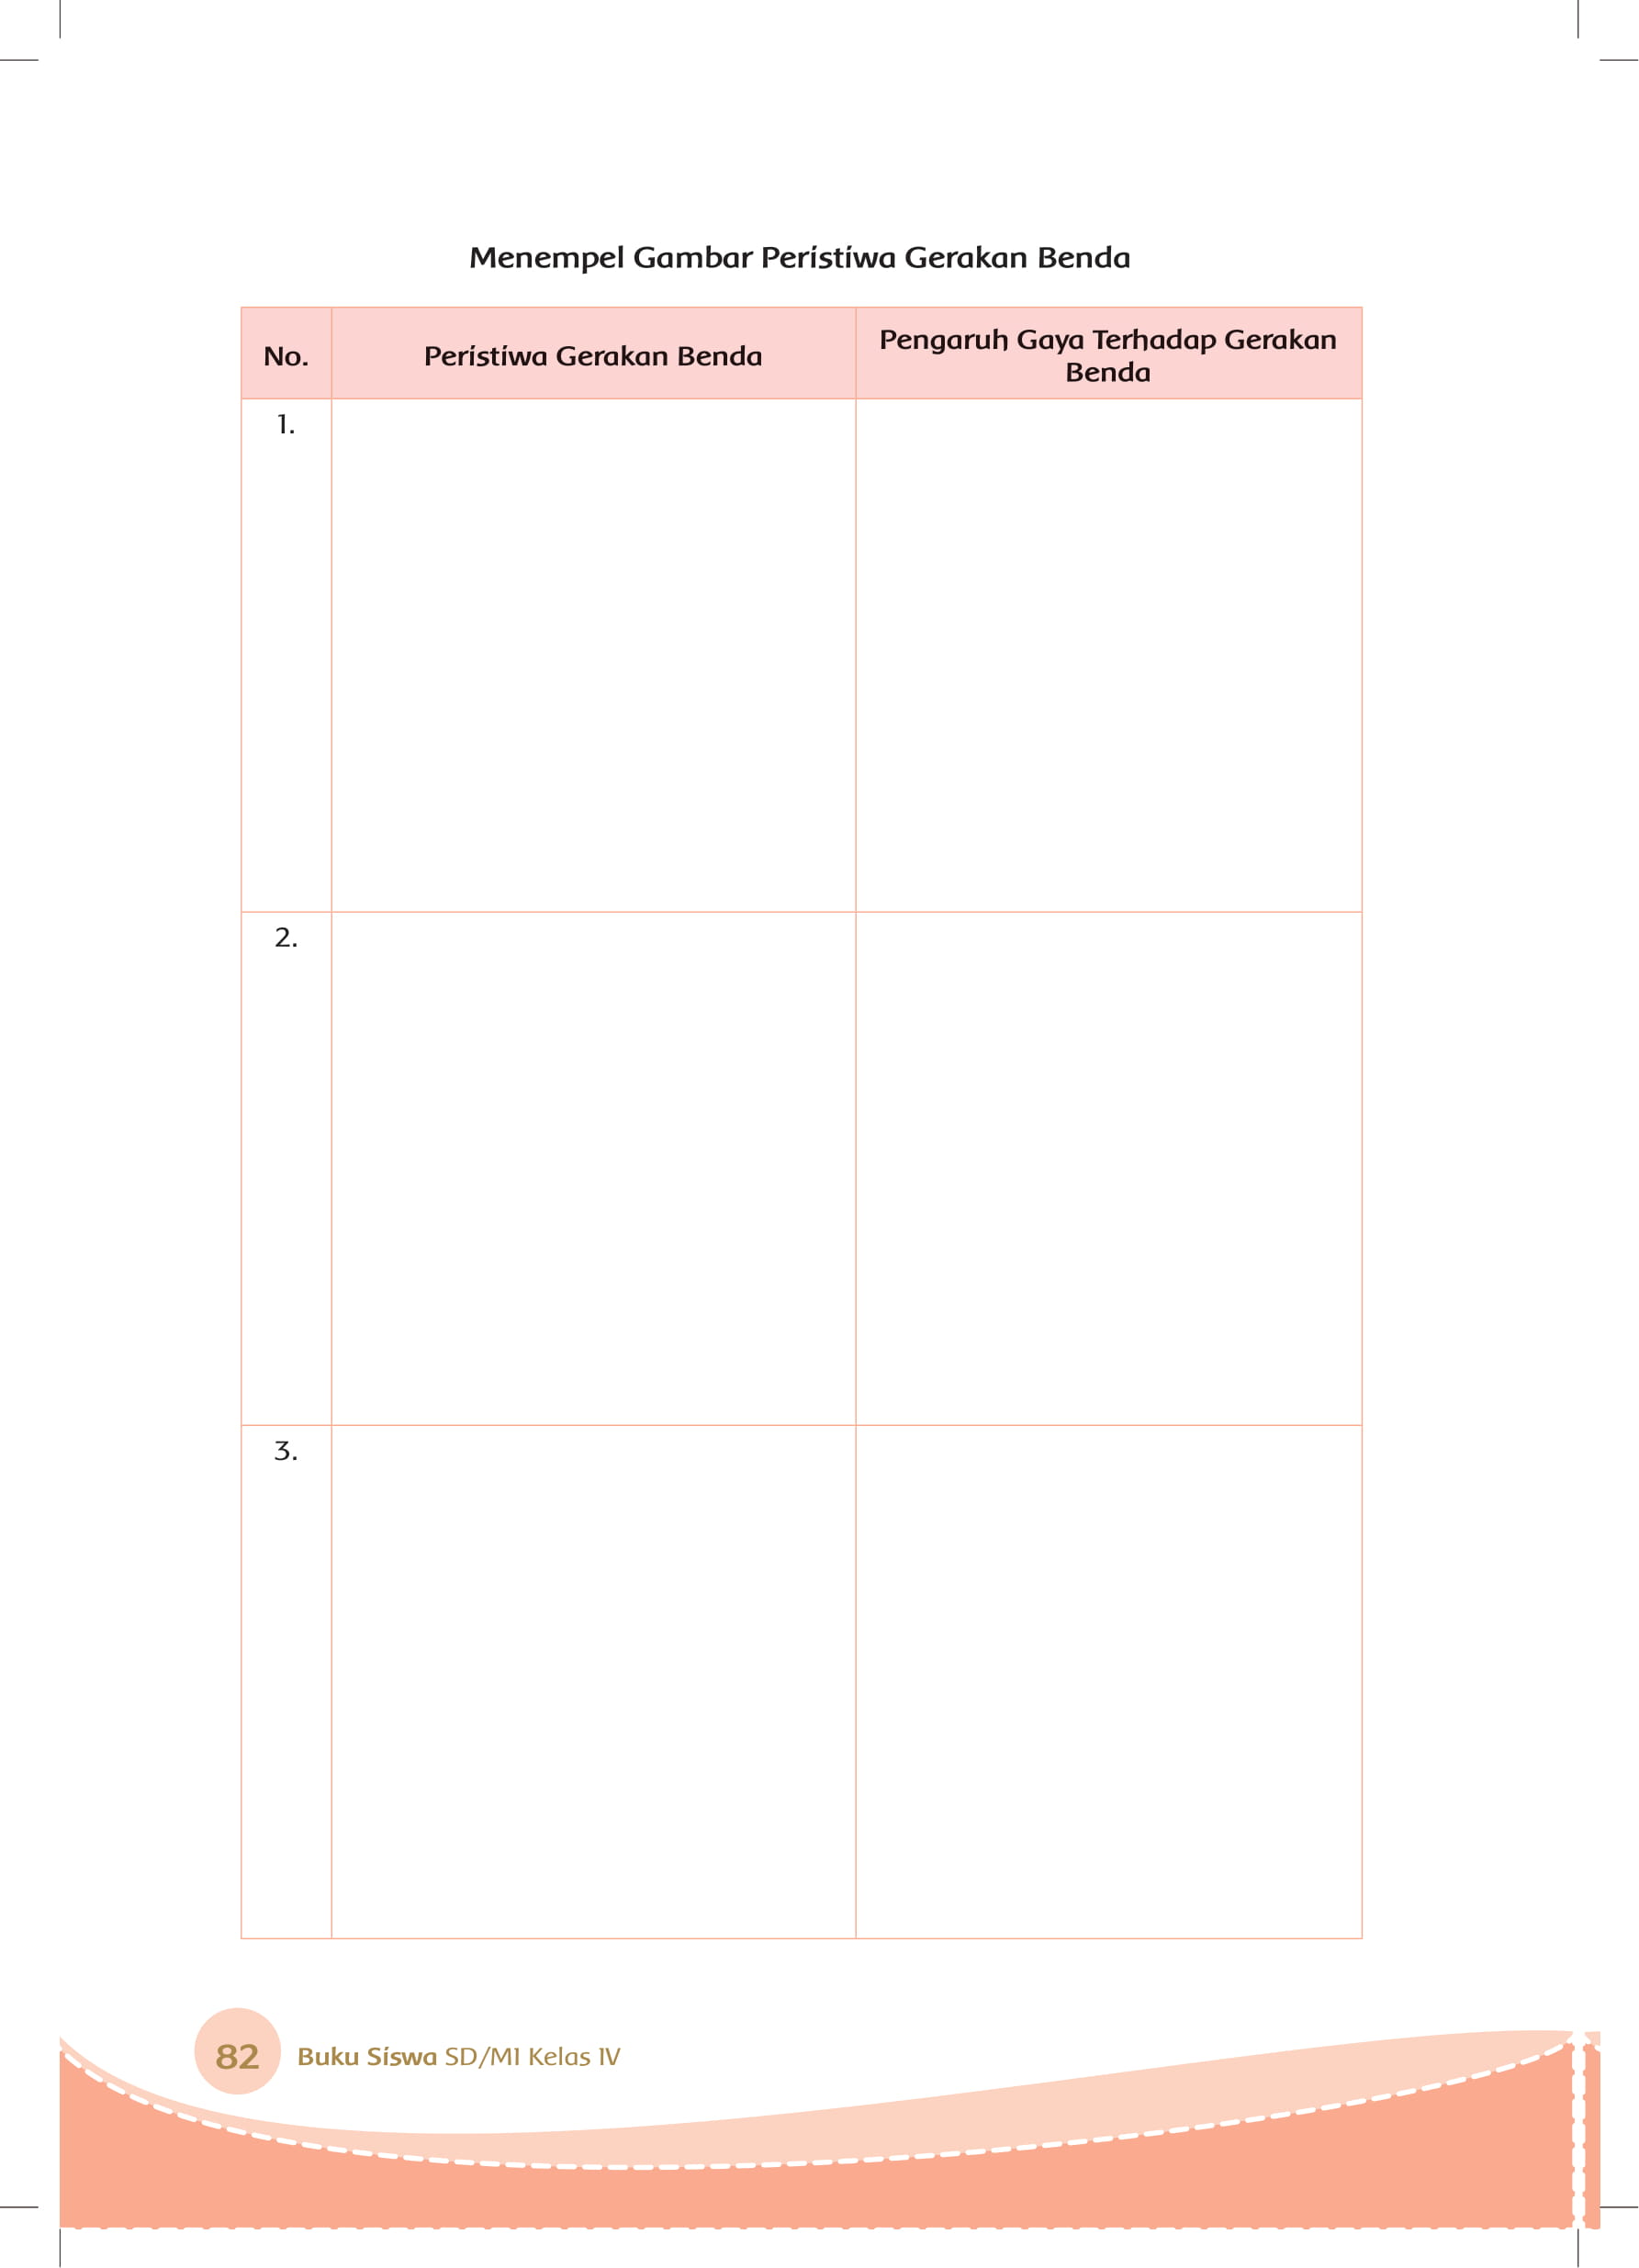 Menempel Gambar Peristiwa Gerakan Benda
No.
Peristiwa Gerakan Benda
Pengaruh Gaya Terhadap Gerakan
Benda
1.
2.
3.
82
Buku Siswa SD/MI Kelas IV